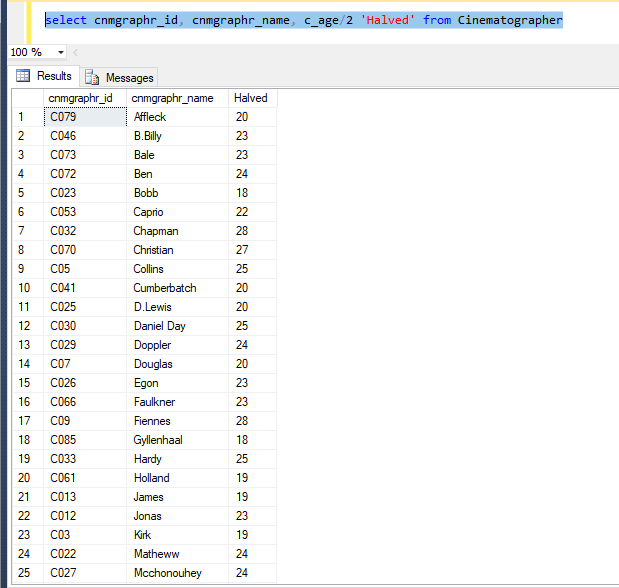 select cnmgraphr_id, cnmgraphr_name, c_age/2 'Halved' from Cinematographer
100 %
Results Messages
cnmgraphr_id cnmgraphr_name Halved
1 C079 Affleck 20
2 C046 B.Billy 23
3 C073 Bale 23
4 C072 Ben 24
5 C023 Bobb 18
6 C053 Caprio 22
7 C032 Chapman 28
8 C070 Christian 27
9 C05 Collins 25
10 C041 Cumberbatch 20
11 C025 D.Lewis 20
12 C030 Daniel Day 25
13 C029 Doppler 24
14 C07 Douglas 20
15 C026 Egon 23
16 C066 Faulkner 23
17 C09 Fiennes 28
18 C085 Gyllenhaal 18
19 C033 Hardy 25
20 C061 Holland 19
21 C013 James 19
22 C012 Jonas 23
23 C03 Kirk 19
24 C022 Matheww 24
25 C027 Mcchonouhey 24